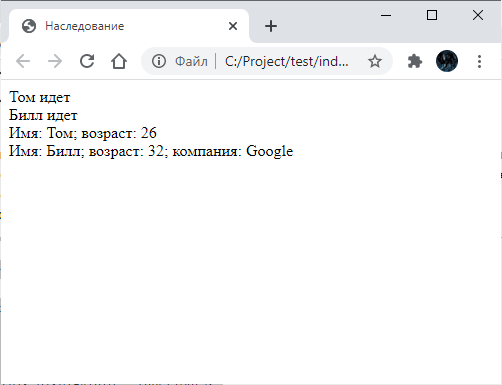 Наследование
Файл
C:/Project/test/ind...
Том идет
Билл идет
Имя: Том; возраст: 26
Имя: Билл; возраст: 32; компания: Google